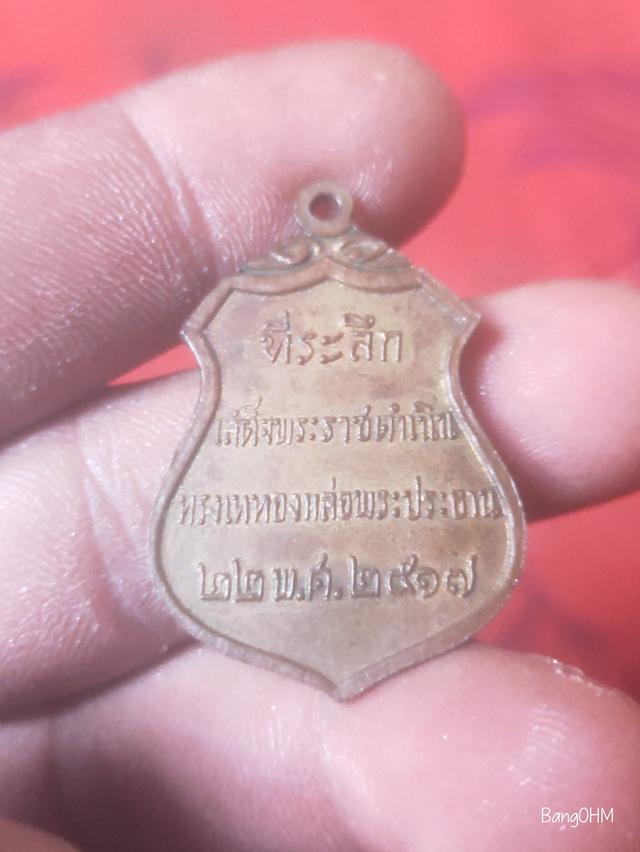 ที่ระลึก
เสด็จพระราชดำเนิน
ทรงเททองหล่อพระประธาน
๒๒ พ.ศ. ๒๕๑๗
BangOHM